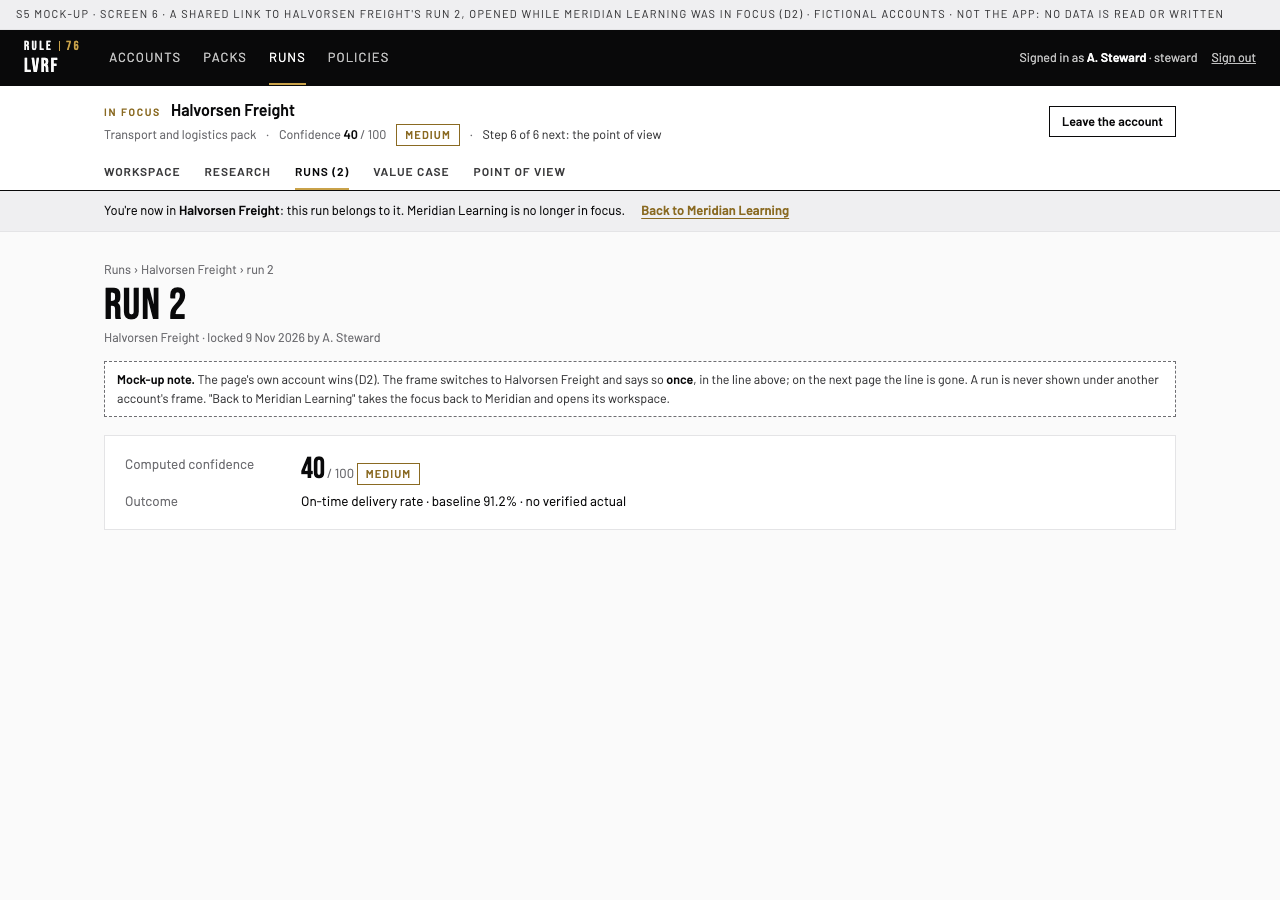 S5 MOCK-UP · SCREEN 6 · A SHARED LINK TO HALVORSEN FREIGHT'S RUN 2, OPENED WHILE MERIDIAN LEARNING WAS IN FOCUS (D2) · FICTIONAL ACCOUNTS · NOT THE APP: NO DATA IS READ OR WRITTEN
RULE | 76
LVRF
ACCOUNTS PACKS RUNS POLICIES
Signed in as A. Steward · steward Sign out
IN FOCUS Halvorsen Freight
Transport and logistics pack · Confidence 40 / 100 MEDIUM · Step 6 of 6 next: the point of view
Leave the account
WORKSPACE RESEARCH RUNS (2) VALUE CASE POINT OF VIEW
You're now in Halvorsen Freight: this run belongs to it. Meridian Learning is no longer in focus. Back to Meridian Learning
Runs › Halvorsen Freight › run 2
RUN 2
Halvorsen Freight · locked 9 Nov 2026 by A. Steward
Mock-up note. The page's own account wins (D2). The frame switches to Halvorsen Freight and says so once, in the line above; on the next page the line is gone. A run is never shown under another
account's frame. "Back to Meridian Learning" takes the focus back to Meridian and opens its workspace.
Computed confidence 40 / 100 MEDIUM
Outcome On-time delivery rate · baseline 91.2% · no verified actual